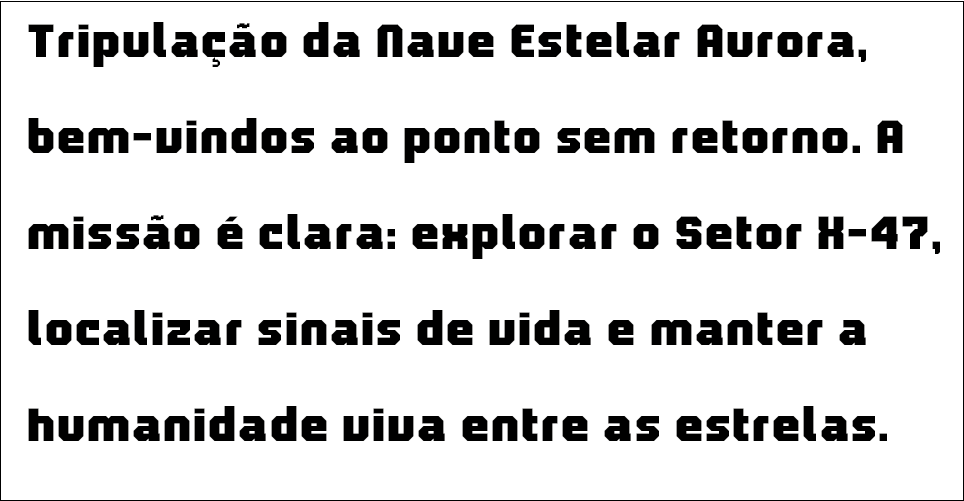 Tripulação da Nave Estelar Aurora,
bem-vindos ao ponto sem retorno. A
missão é clara: explorar o Setor X-47,
localizar sinais de vida e manter a
humanidade viva entre as estrelas.